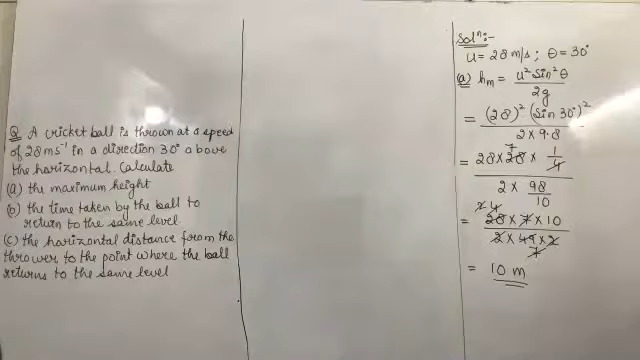 Q A cricket ball is thrown at a speed
of 28 ms⁻¹ in a direction 30° above
the horizontal. Calculate
(a) the maximum height
(b) the time taken by the ball to
return to the same level
(c) the horizontal distance from the
thrower to the point where the ball
returns to the same level
Solⁿ:-
u = 28 m/s ; θ = 30°
(a) hm = u² Sin²θ / 2g
= (28)² (Sin 30°)² / 2 × 9.8
= 28 × 28 7 × 1/4 / 2 × 98/10
= 28 × 7 × 10 / 2 × 49 × 2
= 10 m